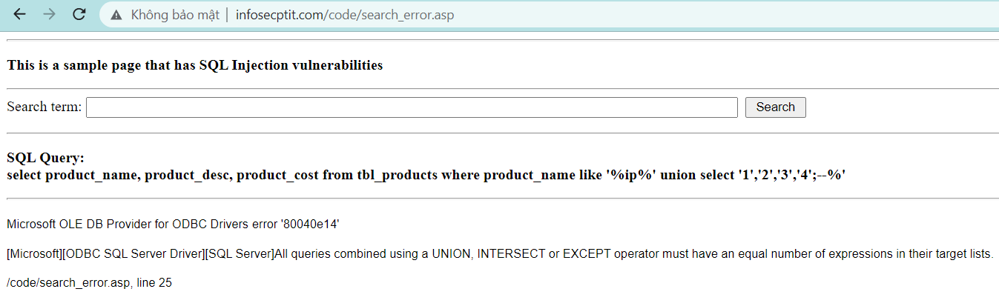 Không bảo mật | infosecptit.com/code/search_error.asp
This is a sample page that has SQL Injection vulnerabilities
Search term: Search
SQL Query:
select product_name, product_desc, product_cost from tbl_products where product_name like '%ip%' union select '1','2','3','4';--%'
Microsoft OLE DB Provider for ODBC Drivers error '80040e14'
[Microsoft][ODBC SQL Server Driver][SQL Server]All queries combined using a UNION, INTERSECT or EXCEPT operator must have an equal number of expressions in their target lists.
/code/search_error.asp, line 25